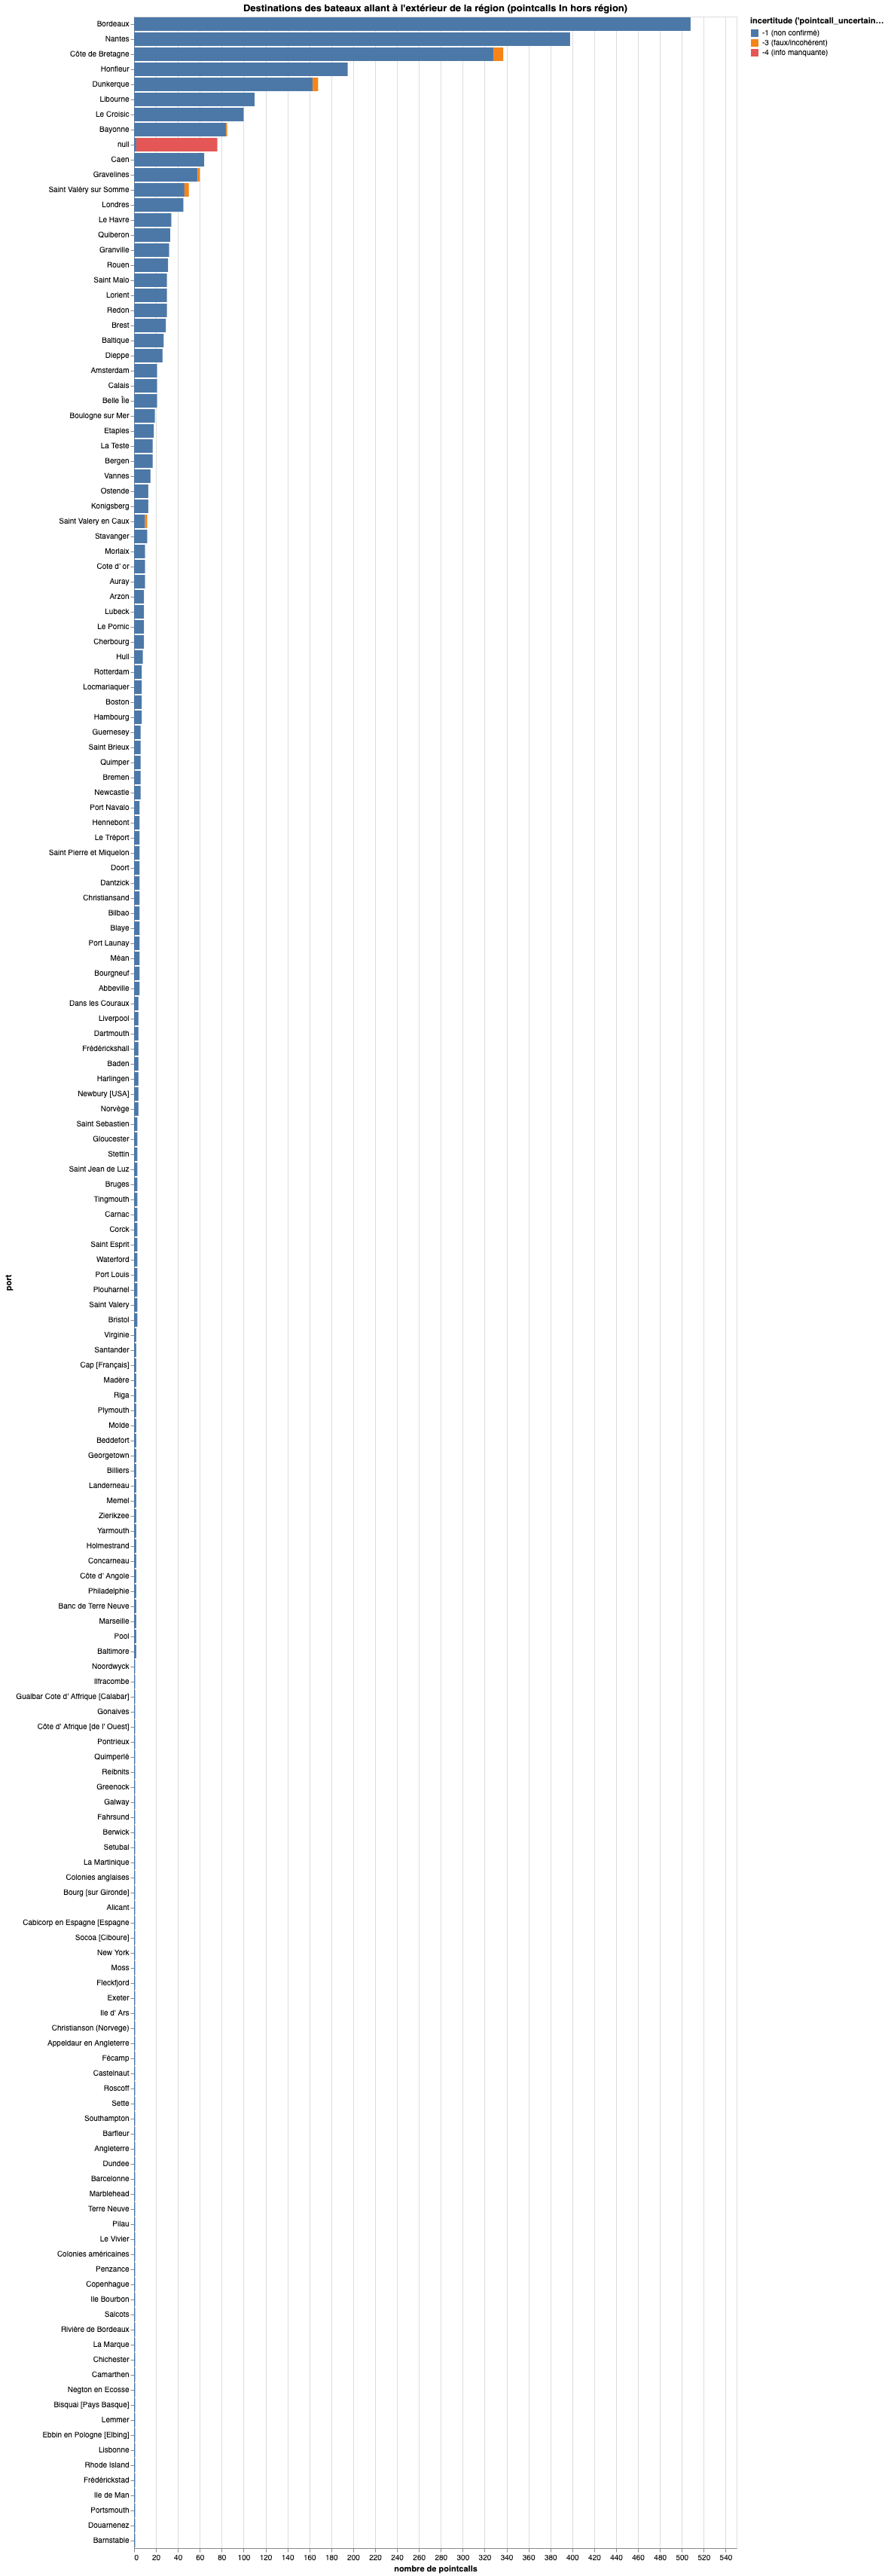 Destinations des bateaux allant à l'extérieur de la région (pointcalls In hors région)
incertitude ('pointcall_uncertain…
-1 (non confirmé)
-3 (faux/incohérent)
-4 (info manquante)
Bordeaux
Nantes
Côte de Bretagne
Honfleur
Dunkerque
Libourne
Le Croisic
Bayonne
null
Caen
Gravelines
Saint Valéry sur Somme
Londres
Le Havre
Quiberon
Granville
Rouen
Saint Malo
Lorient
Redon
Brest
Baltique
Dieppe
Amsterdam
Calais
Belle Île
Boulogne sur Mer
Etaples
La Teste
Bergen
Vannes
Ostende
Konigsberg
Saint Valery en Caux
Stavanger
Morlaix
Cote d' or
Auray
Arzon
Lubeck
Le Pornic
Cherbourg
Hull
Rotterdam
Locmariaquer
Boston
Hambourg
Guernesey
Saint Brieux
Quimper
Bremen
Newcastle
Port Navalo
Hennebont
Le Tréport
Saint Pierre et Miquelon
Doort
Dantzick
Christiansand
Bilbao
Blaye
Port Launay
Méan
Bourgneuf
Abbeville
Dans les Couraux
Liverpool
Dartmouth
Frédérickshall
Baden
Harlingen
Newbury [USA]
Norvège
Saint Sebastien
Gloucester
Stettin
Saint Jean de Luz
Bruges
Tingmouth
Carnac
Corck
Saint Esprit
Waterford
Port Louis
Plouharnel
Saint Valery
Bristol
Virginie
Santander
Cap [Français]
Madère
Riga
Plymouth
Molde
Beddefort
Georgetown
Billiers
Landerneau
Memel
Zierikzee
Yarmouth
Holmestrand
Concarneau
Côte d' Angole
Philadelphie
Banc de Terre Neuve
Marseille
Pool
Baltimore
Noordwyck
Ilfracombe
Gualbar Cote d' Affrique [Calabar]
Gonaives
Côte d' Afrique [de l' Ouest]
Pontrieux
Quimperlé
Reibnits
Greenock
Galway
Fahrsund
Berwick
Setubal
La Martinique
Colonies anglaises
Bourg [sur Gironde]
Alicant
Cabicorp en Espagne [Espagne
Socoa [Ciboure]
New York
Moss
Fleckfjord
Exeter
Ile d' Ars
Christianson (Norvege)
Appeldaur en Angleterre
Fécamp
Castelnaut
Roscoff
Sette
Southampton
Barfleur
Angleterre
Dundee
Barcelonne
Marblehead
Terre Neuve
Pilau
Le Vivier
Colonies américaines
Penzance
Copenhague
Ile Bourbon
Salcots
Rivière de Bordeaux
La Marque
Chichester
Camarthen
Negton en Ecosse
Bisquai [Pays Basque]
Lemmer
Ebbin en Pologne [Elbing]
Lisbonne
Rhode Island
Frédérickstad
Ile de Man
Portsmouth
Douarnenez
Barnstable
port
0 20 40 60 80 100 120 140 160 180 200 220 240 260 280 300 320 340 360 380 400 420 440 460 480 500 520 540
nombre de pointcalls